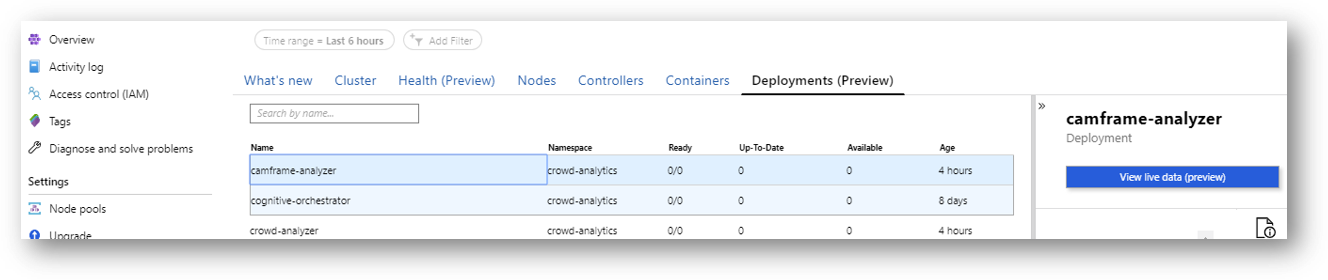 Overview
Activity log
Access control (IAM)
Tags
Diagnose and solve problems
Settings
Node pools
Upgrade
Time range = Last 6 hours
Add Filter
What's new
Cluster
Health (Preview)
Nodes
Controllers
Containers
Deployments (Preview)
Search by name...
Name Namespace Ready Up-To-Date Available Age
camframe-analyzer crowd-analytics 0/0 0 0 4 hours
cognitive-orchestrator crowd-analytics 0/0 0 0 8 days
crowd-analyzer crowd-analytics 0/0 0 0 4 hours
»
camframe-analyzer
Deployment
View live data (preview)